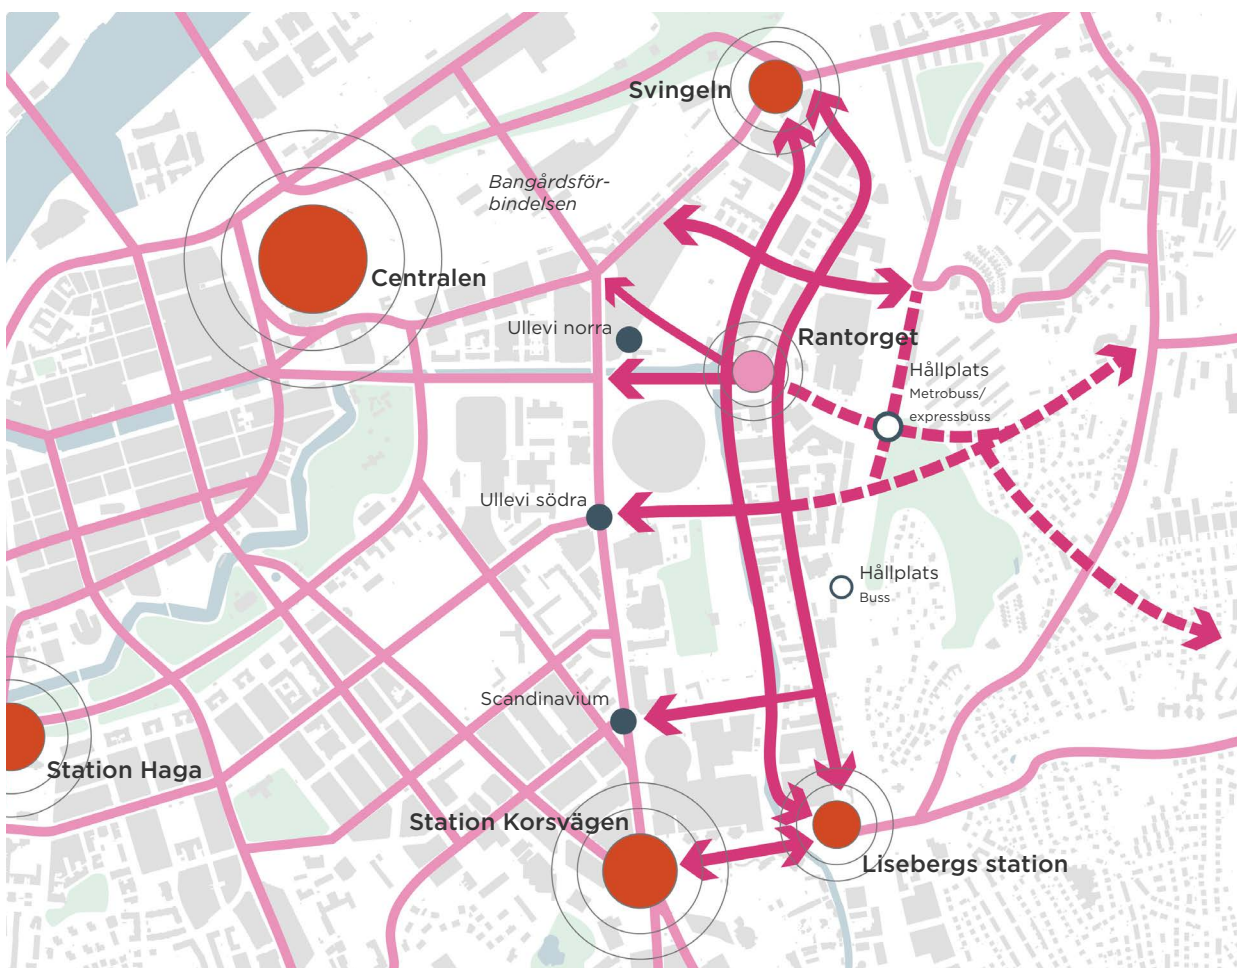 Svingeln
Bangårdsför-
bindelsen
Centralen
Ullevi norra
Rantorget
Hållplats
Metrobuss/
expressbuss
Ullevi södra
Hållplats
Buss
Scandinavium
Station Haga
Station Korsvägen
Lisebergs station